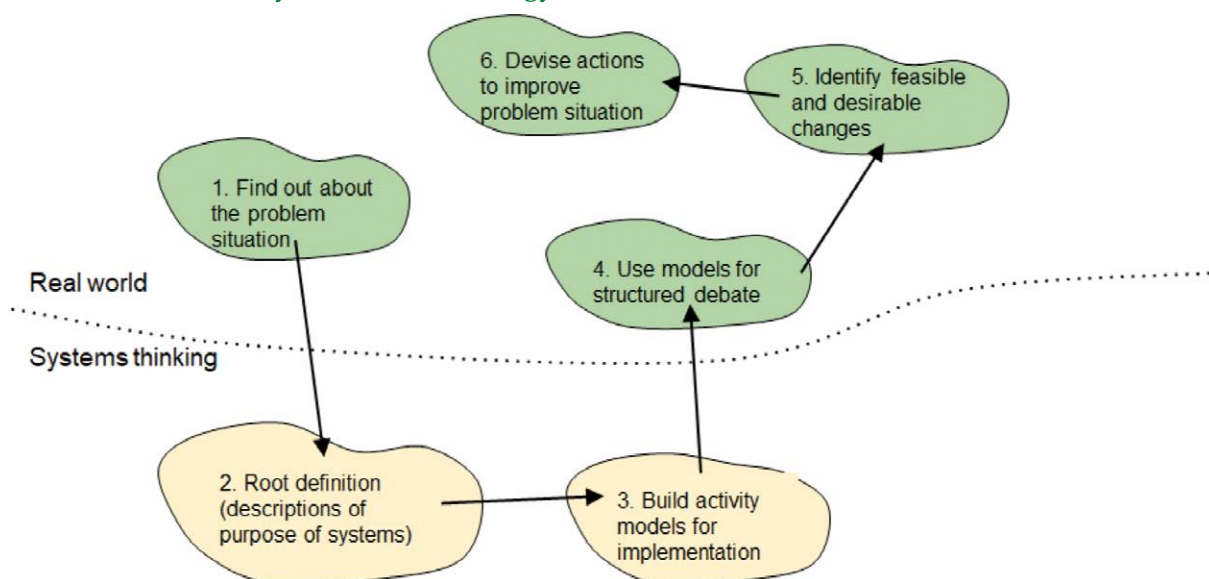 1. Find out about
the problem
situation
2. Root definition
(descriptions of
purpose of systems)
3. Build activity
models for
implementation
4. Use models for
structured debate
5. Identify feasible
and desirable
changes
6. Devise actions
to improve
problem situation
Real world
Systems thinking